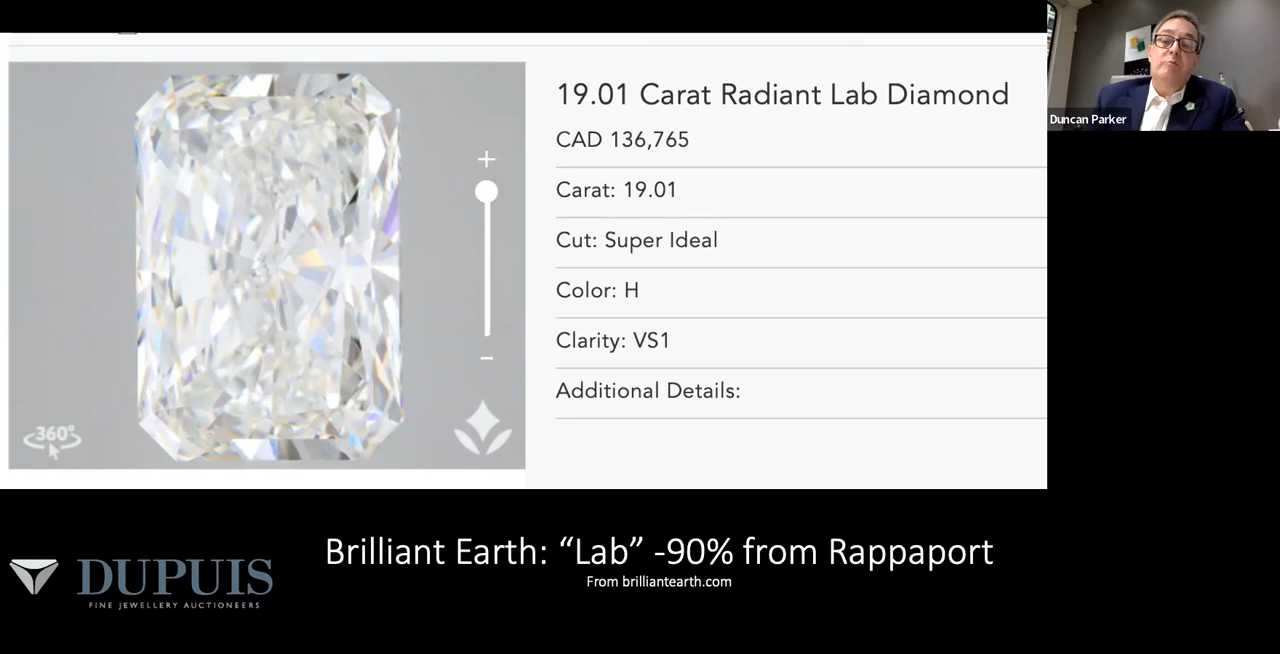 19.01 Carat Radiant Lab Diamond
CAD 136,765
Carat: 19.01
Cut: Super Ideal
Color: H
Clarity: VS1
Additional Details:
360°
Duncan Parker
Brilliant Earth: “Lab” -90% from Rappaport
From brilliantearth.com
DUPUIS
FINE JEWELLERY AUCTIONEERS